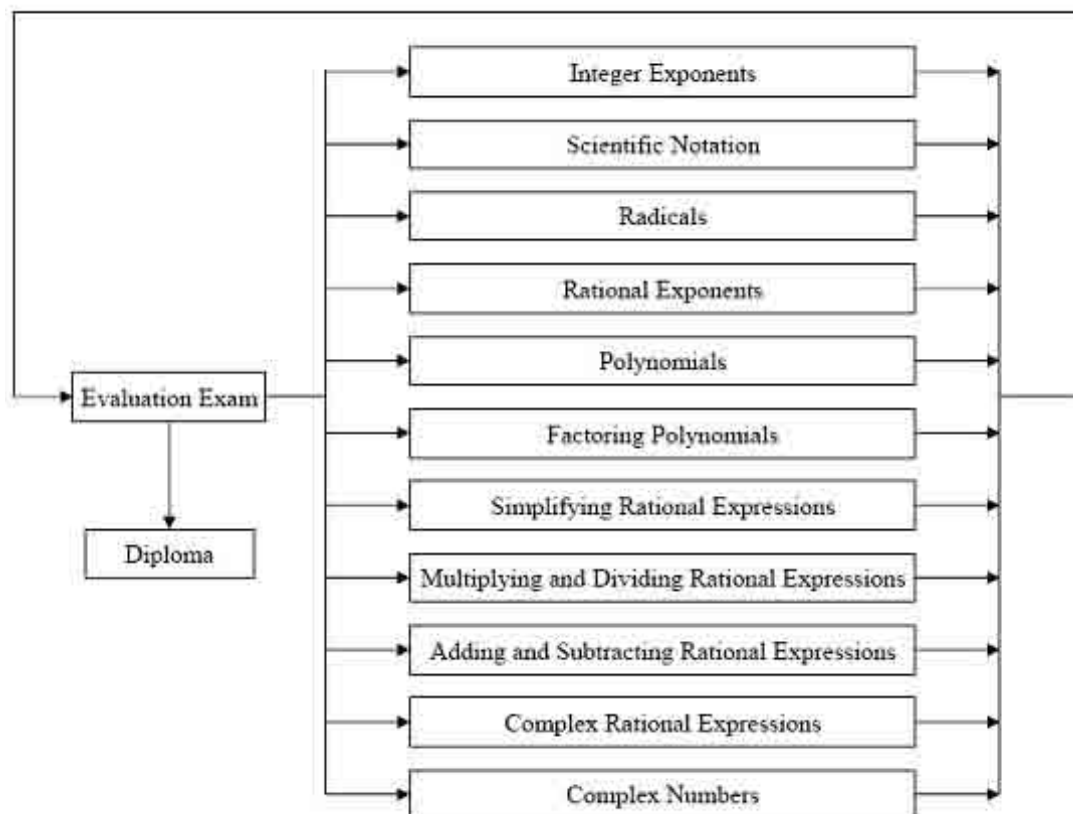 Integer Exponents
Scientific Notation
Radicals
Rational Exponents
Polynomials
Evaluation Exam
Factoring Polynomials
Simplifying Rational Expressions
Diploma
Multiplying and Dividing Rational Expressions
Adding and Subtracting Rational Expressions
Complex Rational Expressions
Complex Numbers